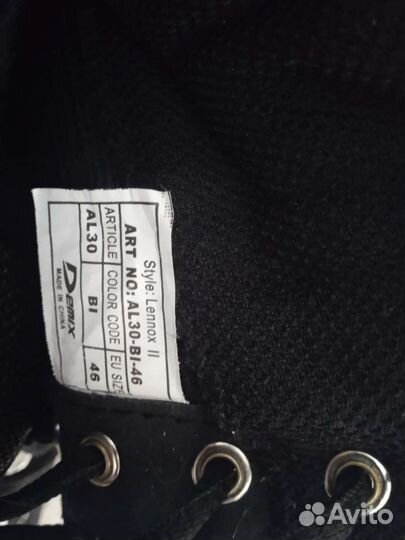 Style: Lennox II
ART NO: AL30-BI-46
ARTICLE COLOR CODE EU SIZE
AL30 BI 46
Demix
MADE IN CHINA
Avito